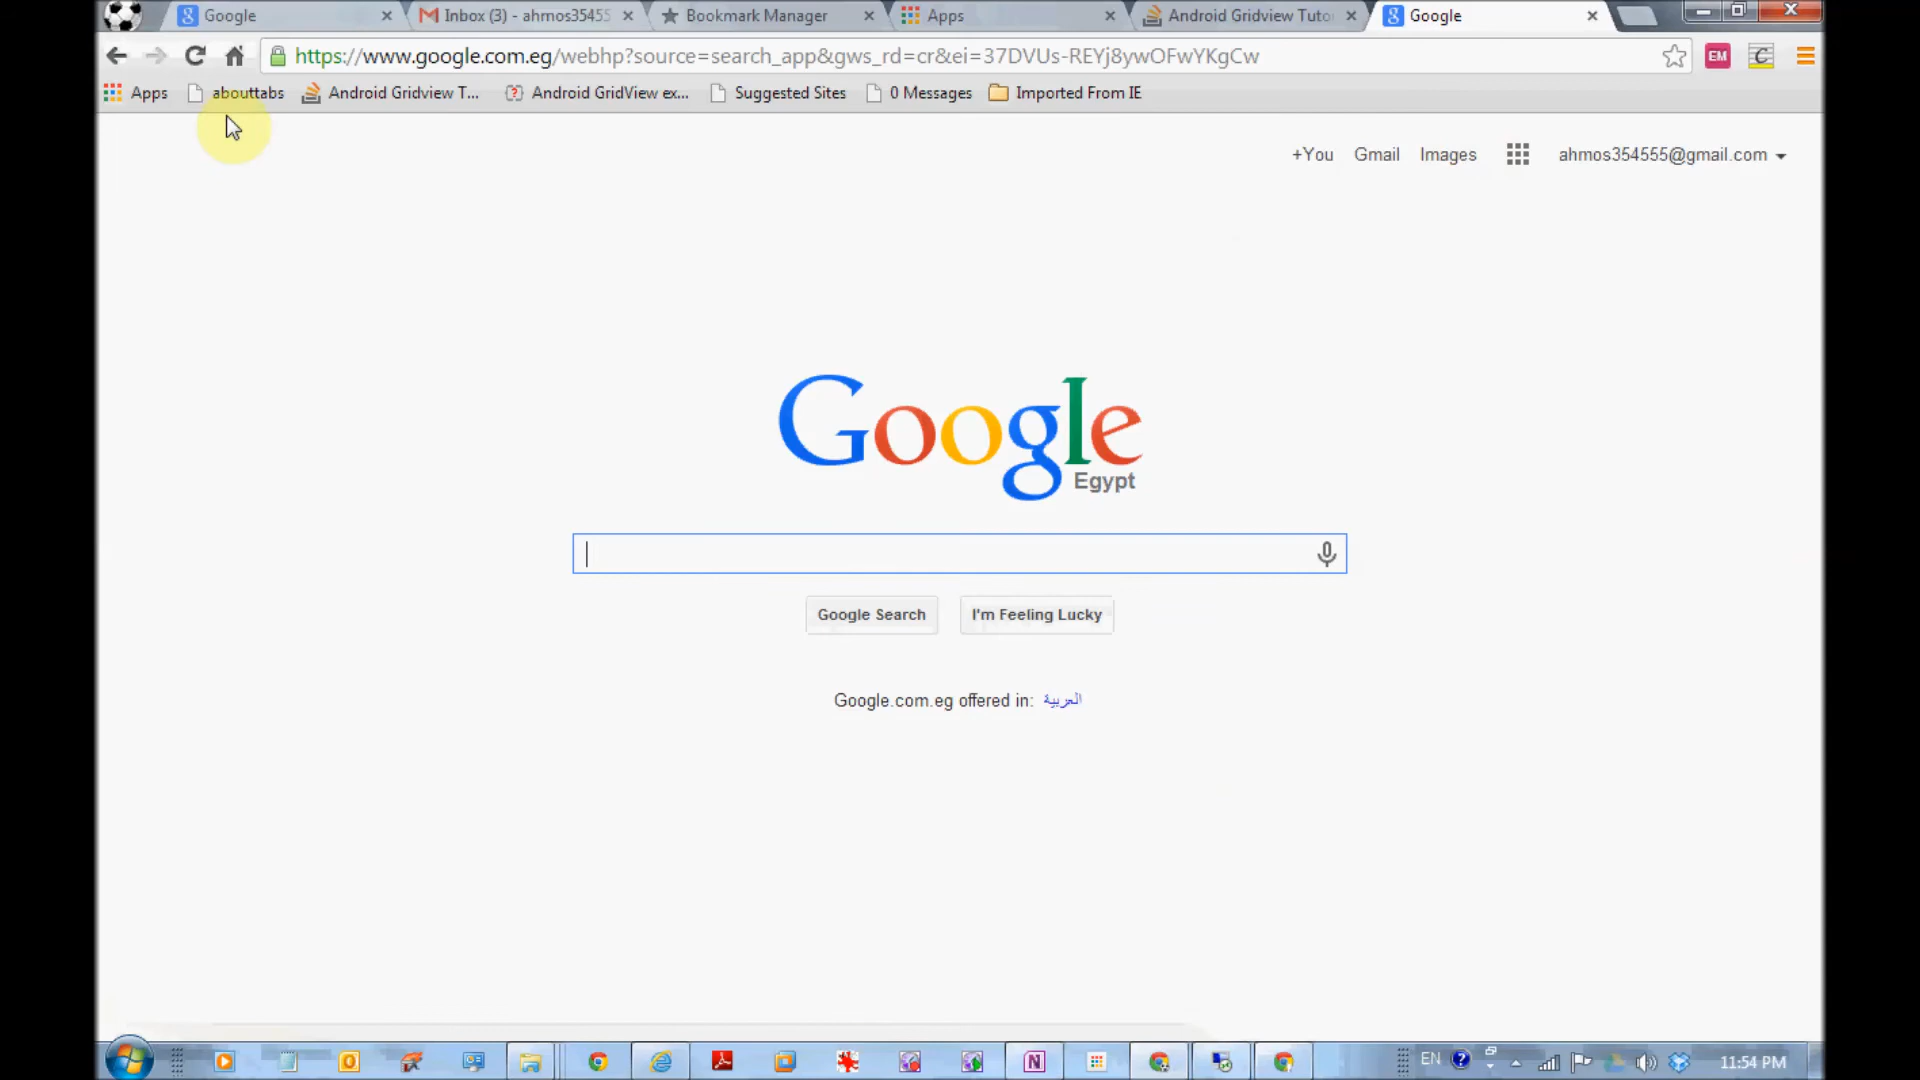 Google
Inbox (3) - ahmos35455
Bookmark Manager
Apps
Android Gridview Tuto
Google
https://www.google.com.eg/webhp?source=search_app&gws_rd=cr&ei=37DVUs-REYj8ywOFwYKgCw
EM
C
Apps
abouttabs
Android Gridview T...
Android GridView ex...
Suggested Sites
0 Messages
Imported From IE
+You
Gmail
Images
ahmos354555@gmail.com
Google
Egypt
Google Search
I'm Feeling Lucky
Google.com.eg offered in: العربية
EN
11:54 PM